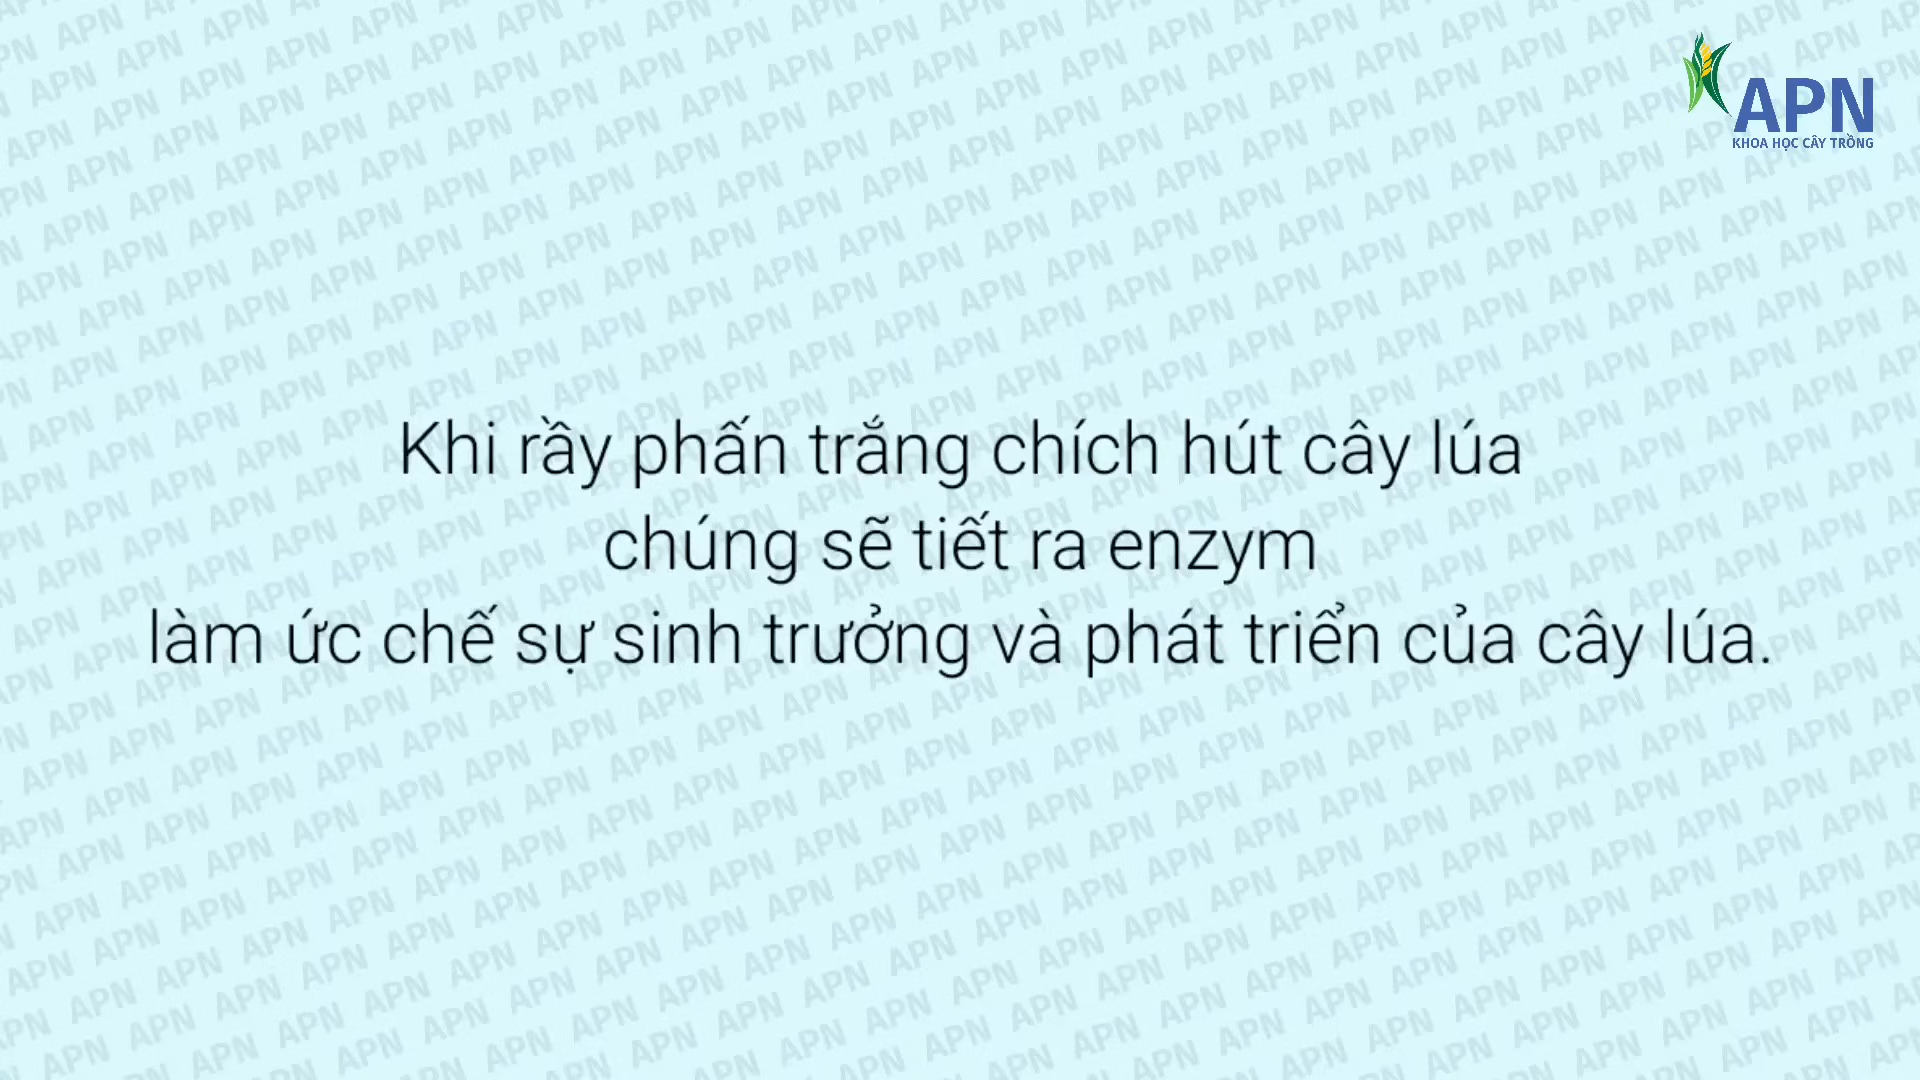 APN
KHOA HỌC CÂY TRỒNG
Khi rầy phấn trắng chích hút cây lúa
chúng sẽ tiết ra enzym
làm ức chế sự sinh trưởng và phát triển của cây lúa.